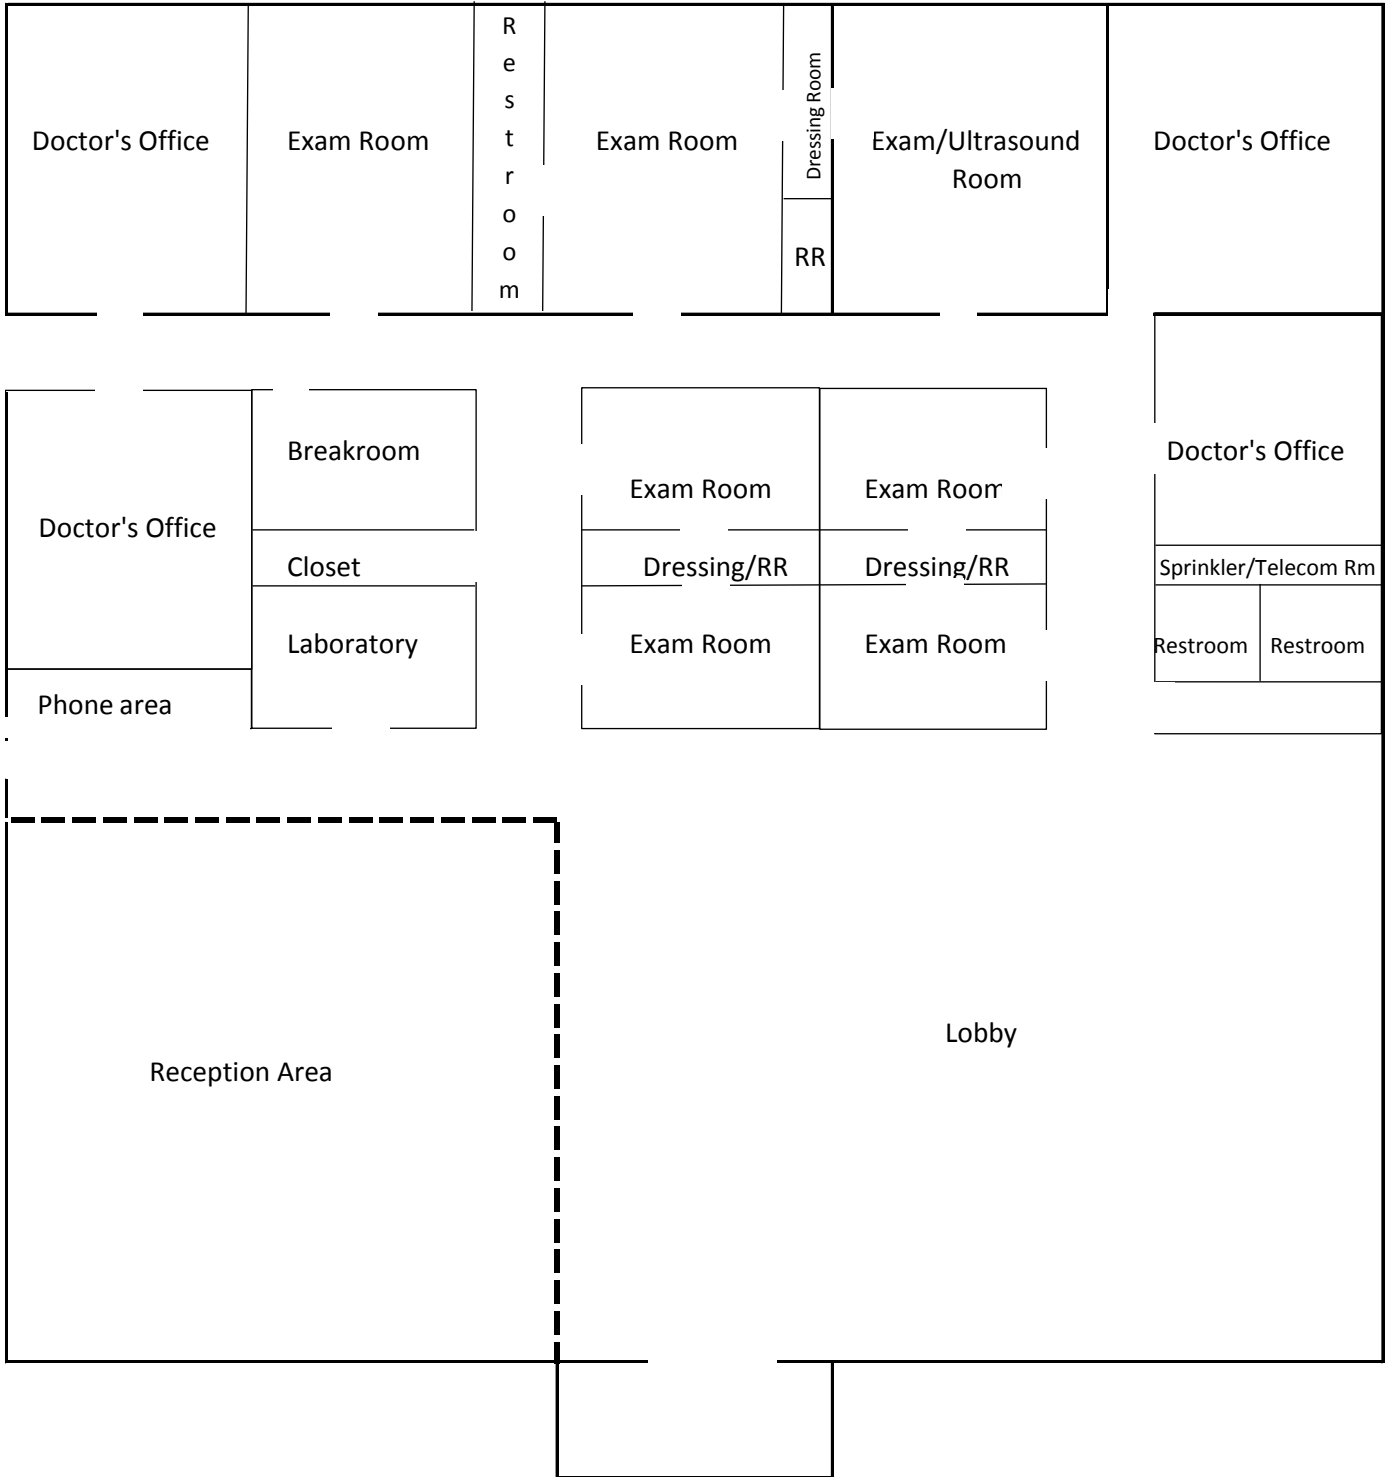 Doctor's Office
Exam Room
Restroom
Exam Room
Dressing Room
RR
Exam/Ultrasound
Room
Doctor's Office
Doctor's Office
Breakroom
Closet
Laboratory
Phone area
Exam Room
Exam Room
Dressing/RR
Dressing/RR
Exam Room
Exam Room
Doctor's Office
Sprinkler/Telecom Rm
Restroom
Restroom
Reception Area
Lobby